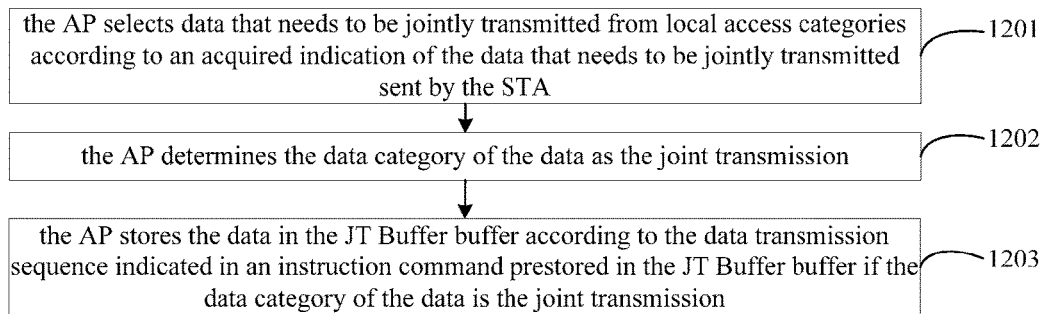 the AP selects data that needs to be jointly transmitted from local access categories
according to an acquired indication of the data that needs to be jointly transmitted
sent by the STA
1201
the AP determines the data category of the data as the joint transmission
1202
the AP stores the data in the JT Buffer buffer according to the data transmission
sequence indicated in an instruction command prestored in the JT Buffer buffer if the
data category of the data is the joint transmission
1203